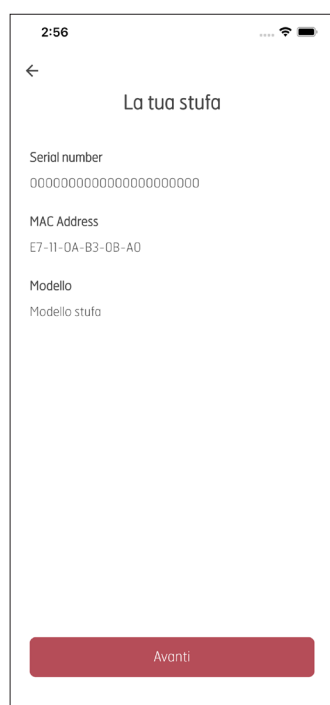 2:56
La tua stufa
Serial number
0000000000000000000000
MAC Address
E7-11-0A-B3-0B-A0
Modello
Modello stufa
Avanti